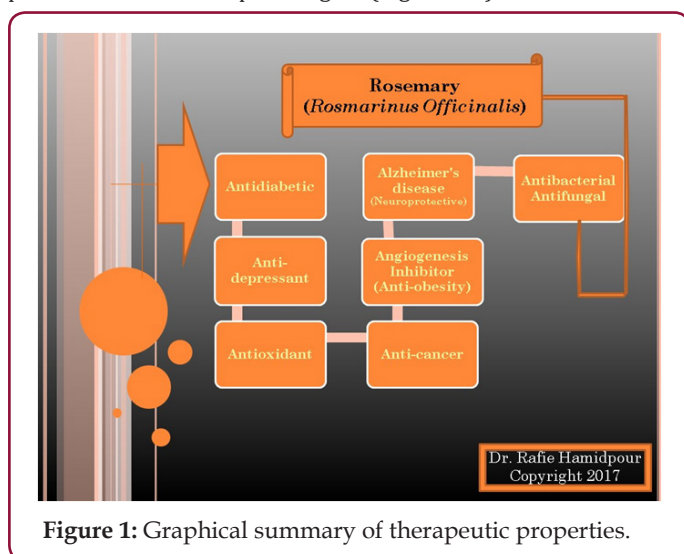 Rosemary
(Rosmarinus Officinalis)
Antidiabetic
Anti-
depressant
Antioxidant
Anti-cancer
Angiogenesis
Inhibitor
(Anti-obesity)
Alzheimer's
disease
(Neuroprotective)
Antibacterial
Antifungal
Dr. Rafie Hamidpour
Copyright 2017
Figure 1: Graphical summary of therapeutic properties.